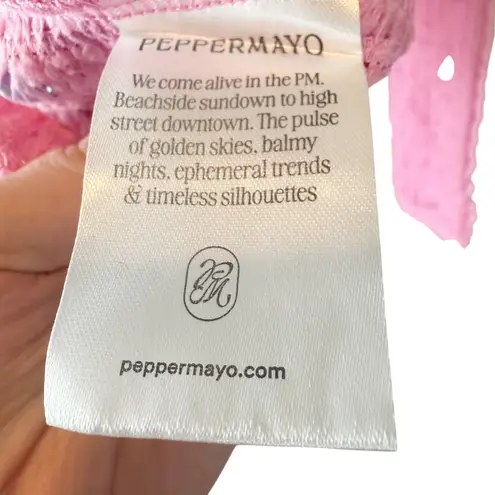 PEPPERMAYO
We come alive in the PM.
Beachside sundown to high
street downtown. The pulse
of golden skies, balmy
nights, ephemeral trends
& timeless silhouettes
PM
peppermayo.com